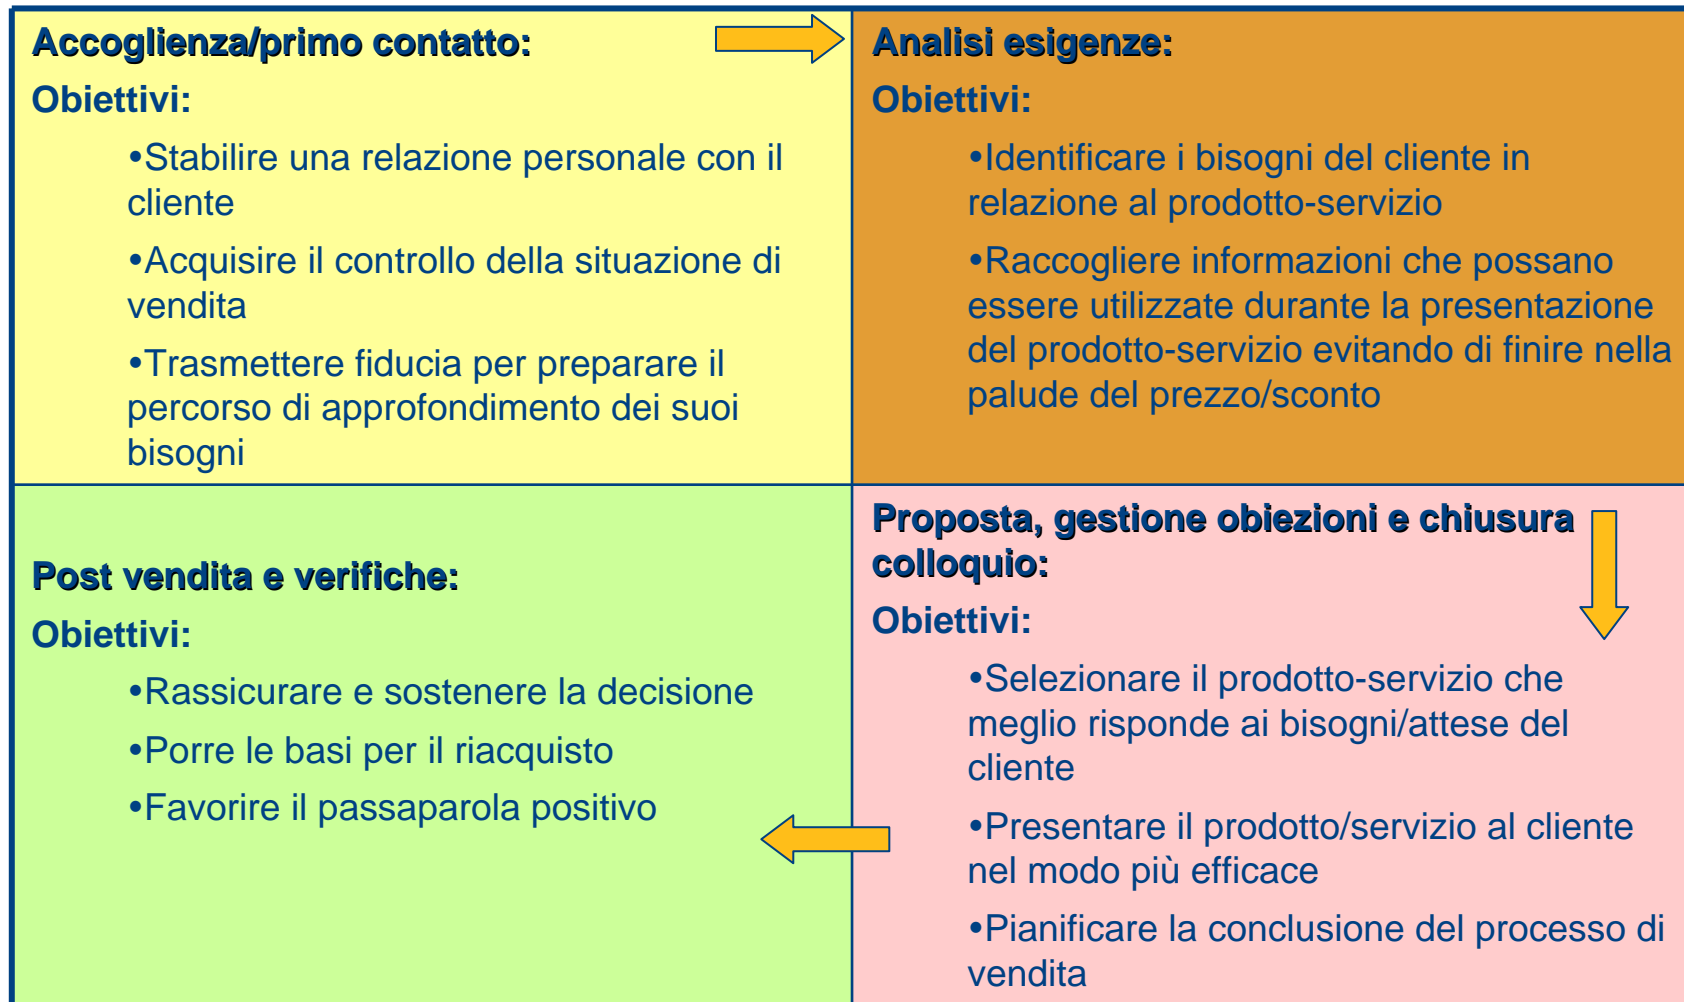 Accoglienza/primo contatto:
Obiettivi:
•Stabilire una relazione personale con il
cliente
•Acquisire il controllo della situazione di
vendita
•Trasmettere fiducia per preparare il
percorso di approfondimento dei suoi
bisogni
Analisi esigenze:
Obiettivi:
•Identificare i bisogni del cliente in
relazione al prodotto-servizio
•Raccogliere informazioni che possano
essere utilizzate durante la presentazione
del prodotto-servizio evitando di finire nella
palude del prezzo/sconto
Proposta, gestione obiezioni e chiusura
colloquio:
Obiettivi:
•Selezionare il prodotto-servizio che
meglio risponde ai bisogni/attese del
cliente
•Presentare il prodotto/servizio al cliente
nel modo più efficace
•Pianificare la conclusione del processo di
vendita
Post vendita e verifiche:
Obiettivi:
•Rassicurare e sostenere la decisione
•Porre le basi per il riacquisto
•Favorire il passaparola positivo